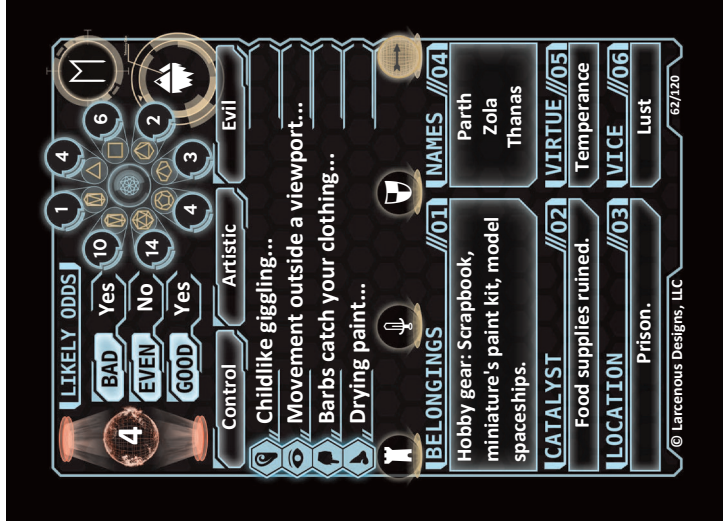 4
LIKELY ODDS
BAD Yes
EVEN No
GOOD Yes
1
4
6
2
3
4
14
10
Control
Artistic
Evil
Childlike giggling...
Movement outside a viewport...
Barbs catch your clothing...
Drying paint...
BELONGINGS //01
Hobby gear: Scrapbook,
miniature's paint kit, model
spaceships.
NAMES //04
Parth
Zola
Thanas
CATALYST //02
Food supplies ruined.
VIRTUE //05
Temperance
LOCATION //03
Prison.
VICE //06
Lust
© Larcenous Designs, LLC
62/120